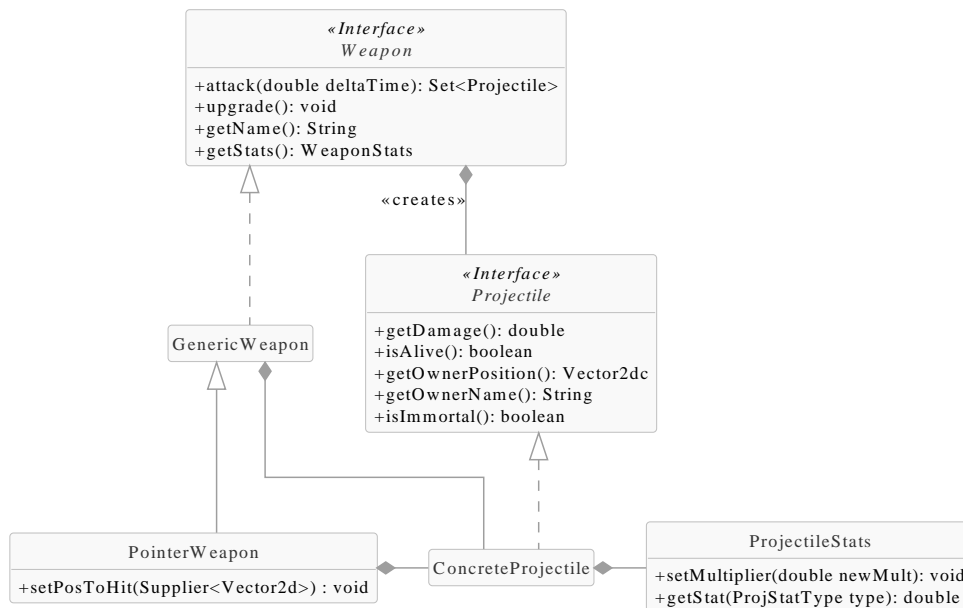 «Interface»
Weapon
+attack(double deltaTime): Set<Projectile>
+upgrade(): void
+getName(): String
+getStats(): WeaponStats
«creates»
«Interface»
Projectile
+getDamage(): double
+isAlive(): boolean
+getOwnerPosition(): Vector2dc
+getOwnerName(): String
+isImmortal(): boolean
GenericWeapon
PointerWeapon
+setPosToHit(Supplier<Vector2d>) : void
ConcreteProjectile
ProjectileStats
+setMultiplier(double newMult): void
+getStat(ProjStatType type): double